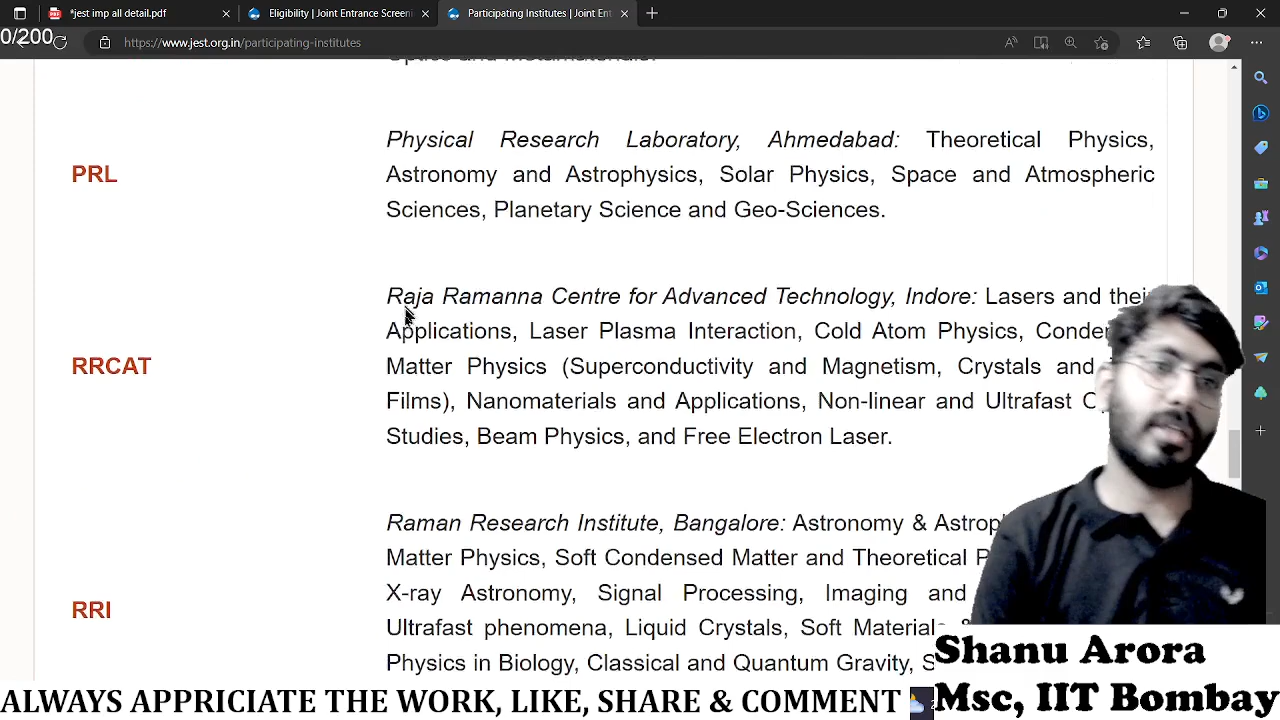 *jest imp all detail.pdf
Eligibility | Joint Entrance Screeni
Participating Institutes | Joint Ent
0/200
https://www.jest.org.in/participating-institutes
Physical Research Laboratory, Ahmedabad: Theoretical Physics,
PRL
Astronomy and Astrophysics, Solar Physics, Space and Atmospheric
Sciences, Planetary Science and Geo-Sciences.
Raja Ramanna Centre for Advanced Technology, Indore: Lasers and thei
Applications, Laser Plasma Interaction, Cold Atom Physics, Conden
RRCAT
Matter Physics (Superconductivity and Magnetism, Crystals and
Films), Nanomaterials and Applications, Non-linear and Ultrafast
Studies, Beam Physics, and Free Electron Laser.
Raman Research Institute, Bangalore: Astronomy & Astrop
Matter Physics, Soft Condensed Matter and Theoretical P
RRI
X-ray Astronomy, Signal Processing, Imaging and
Ultrafast phenomena, Liquid Crystals, Soft Materials
Physics in Biology, Classical and Quantum Gravity, S
Shanu Arora
Msc, IIT Bombay
ALWAYS APPRICIATE THE WORK, LIKE, SHARE & COMMENT